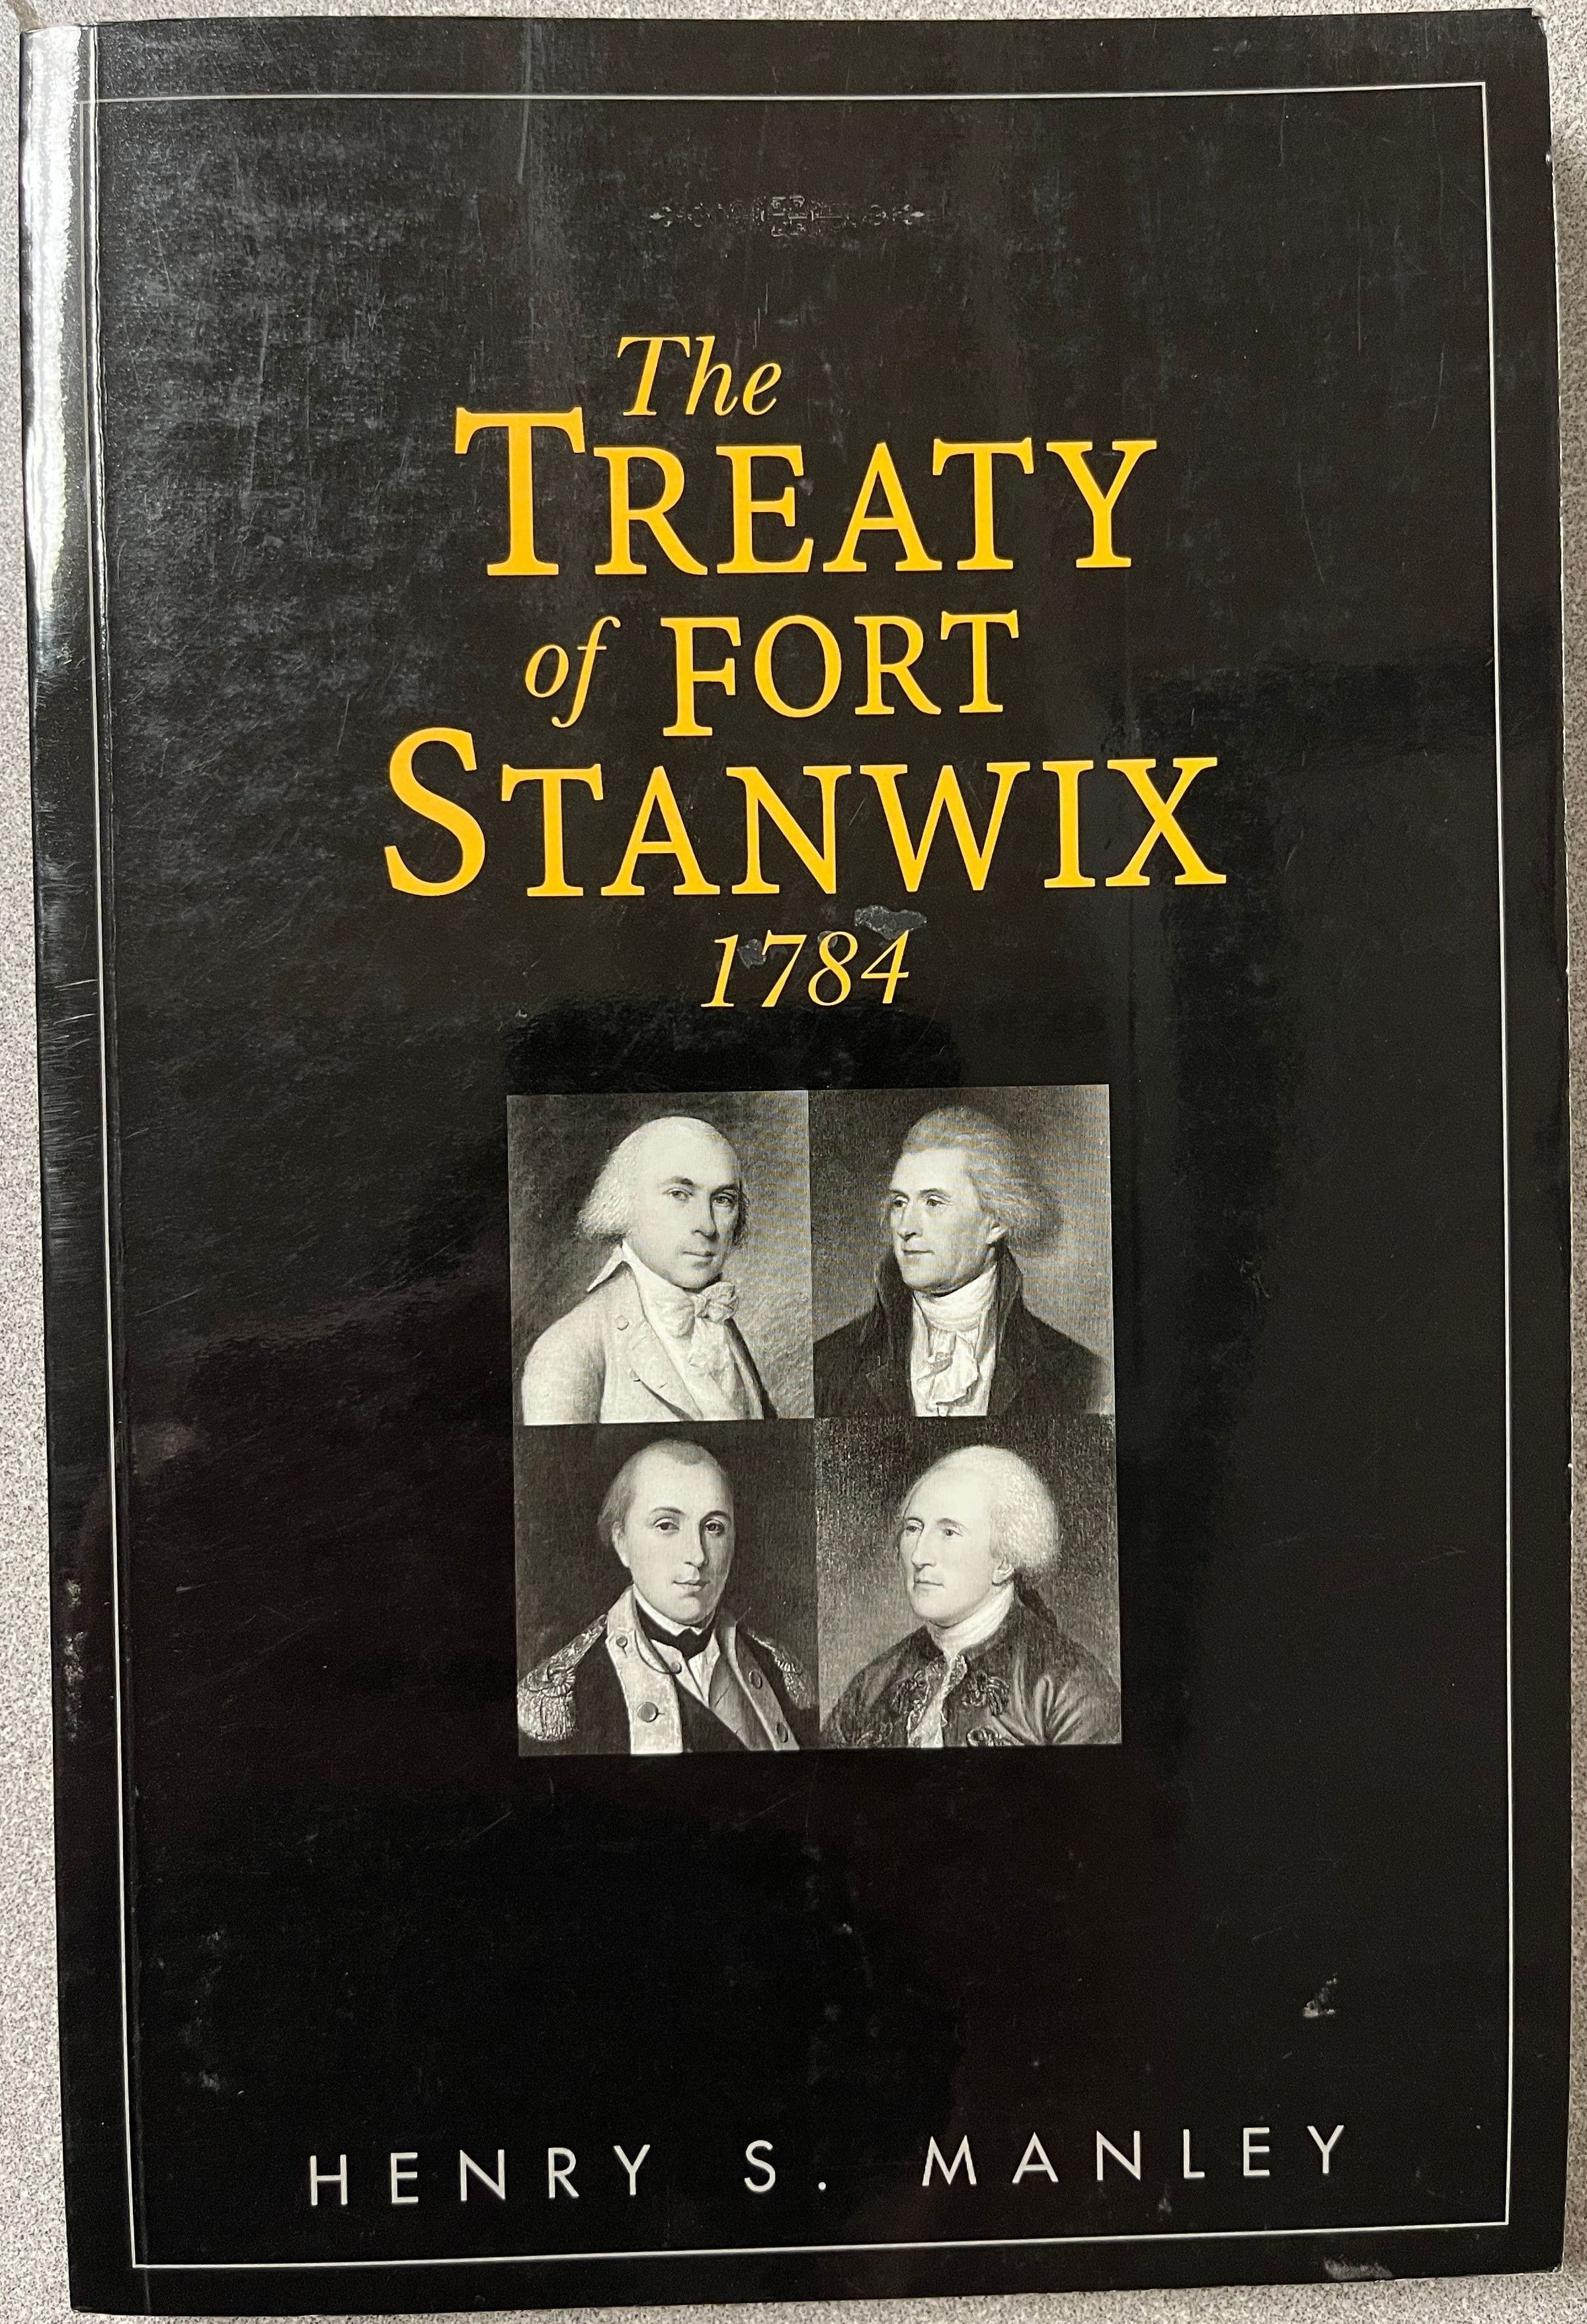 The
TREATY
of FORT
STANWIX
1784
HENRY S. MANLEY